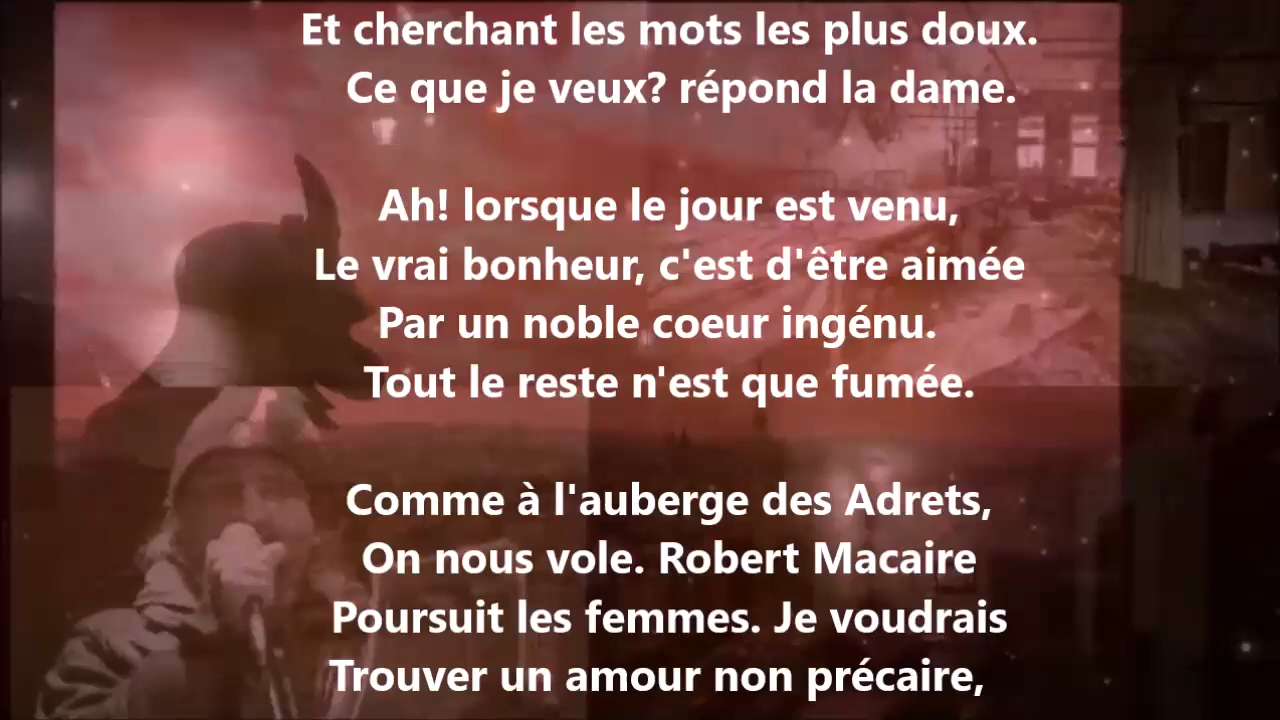 Et cherchant les mots les plus doux.
Ce que je veux? répond la dame.
Ah! lorsque le jour est venu,
Le vrai bonheur, c'est d'être aimée
Par un noble coeur ingénu.
Tout le reste n'est que fumée.
Comme à l'auberge des Adrets,
On nous vole. Robert Macaire
Poursuit les femmes. Je voudrais
Trouver un amour non précaire,